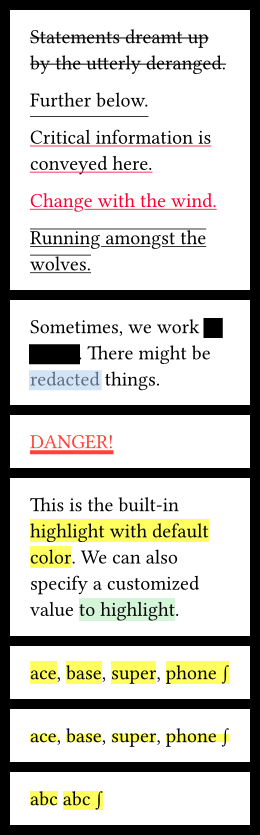 Statements dreamt up
by the utterly deranged.
Further below.
Critical information is
conveyed here.
Change with the wind.
Running amongst the
wolves.
Sometimes, we work
. There might be
redacted things.
DANGER!
This is the built-in
highlight with default
color. We can also
specify a customized
value to highlight.
ace, base, super, phone ∫
ace, base, super, phone ∫
abc abc ∫